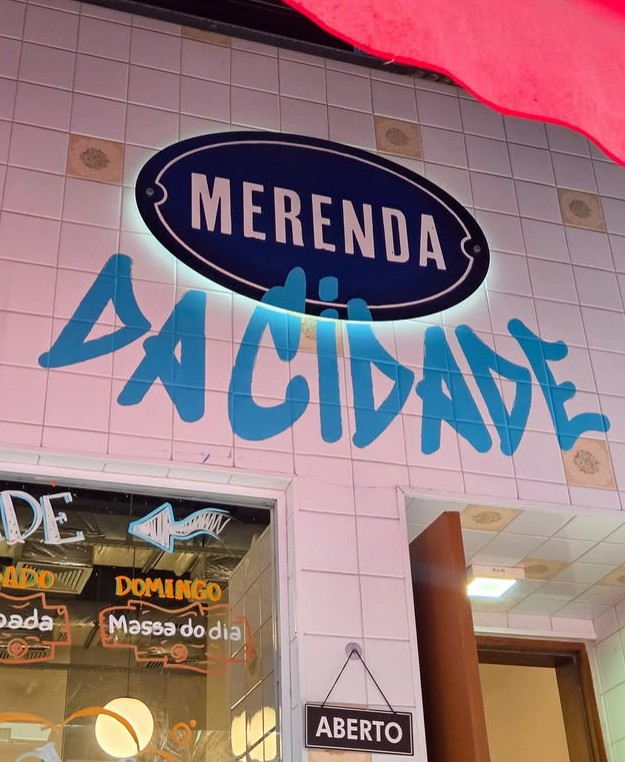 MERENDA
DA CIDADE
DE
DOMINGO
Massa do dia
ABERTO